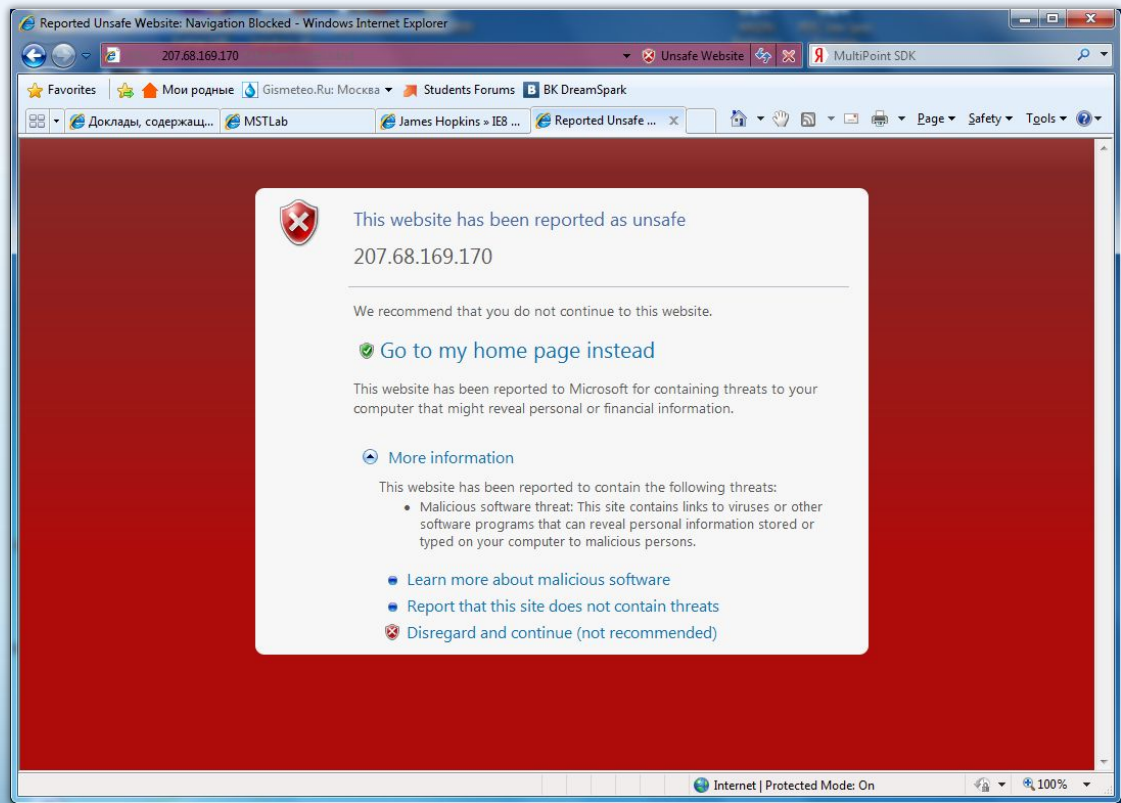 Reported Unsafe Website: Navigation Blocked - Windows Internet Explorer
207.68.169.170
Unsafe Website
MultiPoint SDK
Favorites
Мои родные
Gismeteo.Ru: Москва
Students Forums
BK DreamSpark
Доклады, содержащ...
MSTLab
James Hopkins » IE8 ...
Reported Unsafe ...
Page
Safety
Tools
This website has been reported as unsafe
207.68.169.170
We recommend that you do not continue to this website.
Go to my home page instead
This website has been reported to Microsoft for containing threats to your
computer that might reveal personal or financial information.
More information
This website has been reported to contain the following threats:
• Malicious software threat: This site contains links to viruses or other
software programs that can reveal personal information stored or
typed on your computer to malicious persons.
Learn more about malicious software
Report that this site does not contain threats
Disregard and continue (not recommended)
Internet | Protected Mode: On
100%